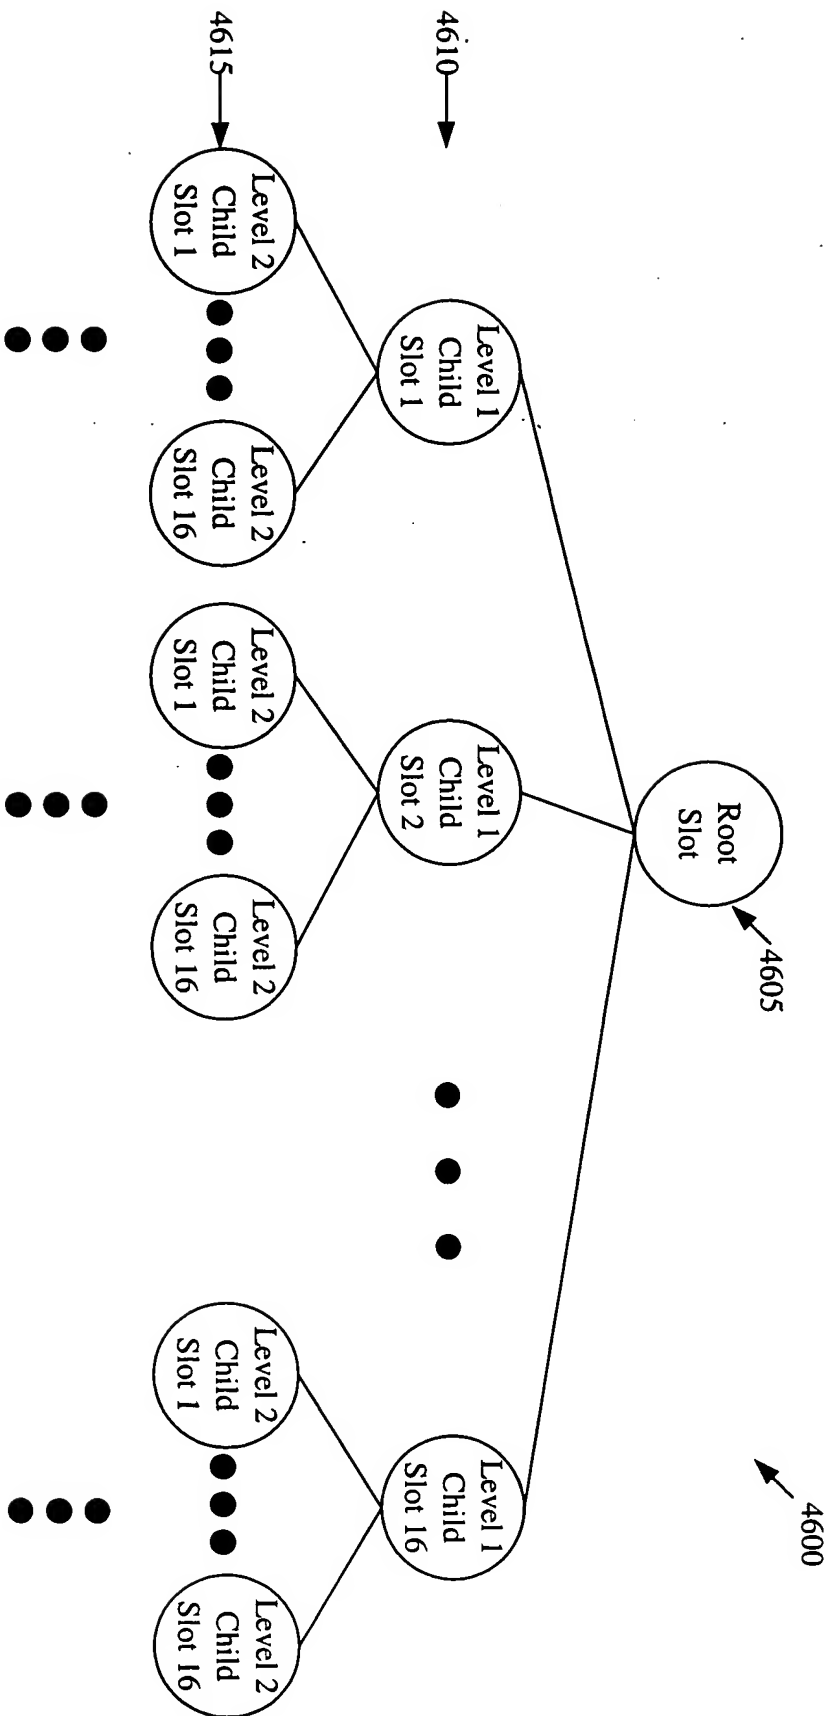 4600
Root
Slot
4605
4610
Level 1
Child
Slot 1
Level 1
Child
Slot 2
Level 1
Child
Slot 16
4615
Level 2
Child
Slot 1
Level 2
Child
Slot 16
Level 2
Child
Slot 1
Level 2
Child
Slot 16
Level 2
Child
Slot 1
Level 2
Child
Slot 16